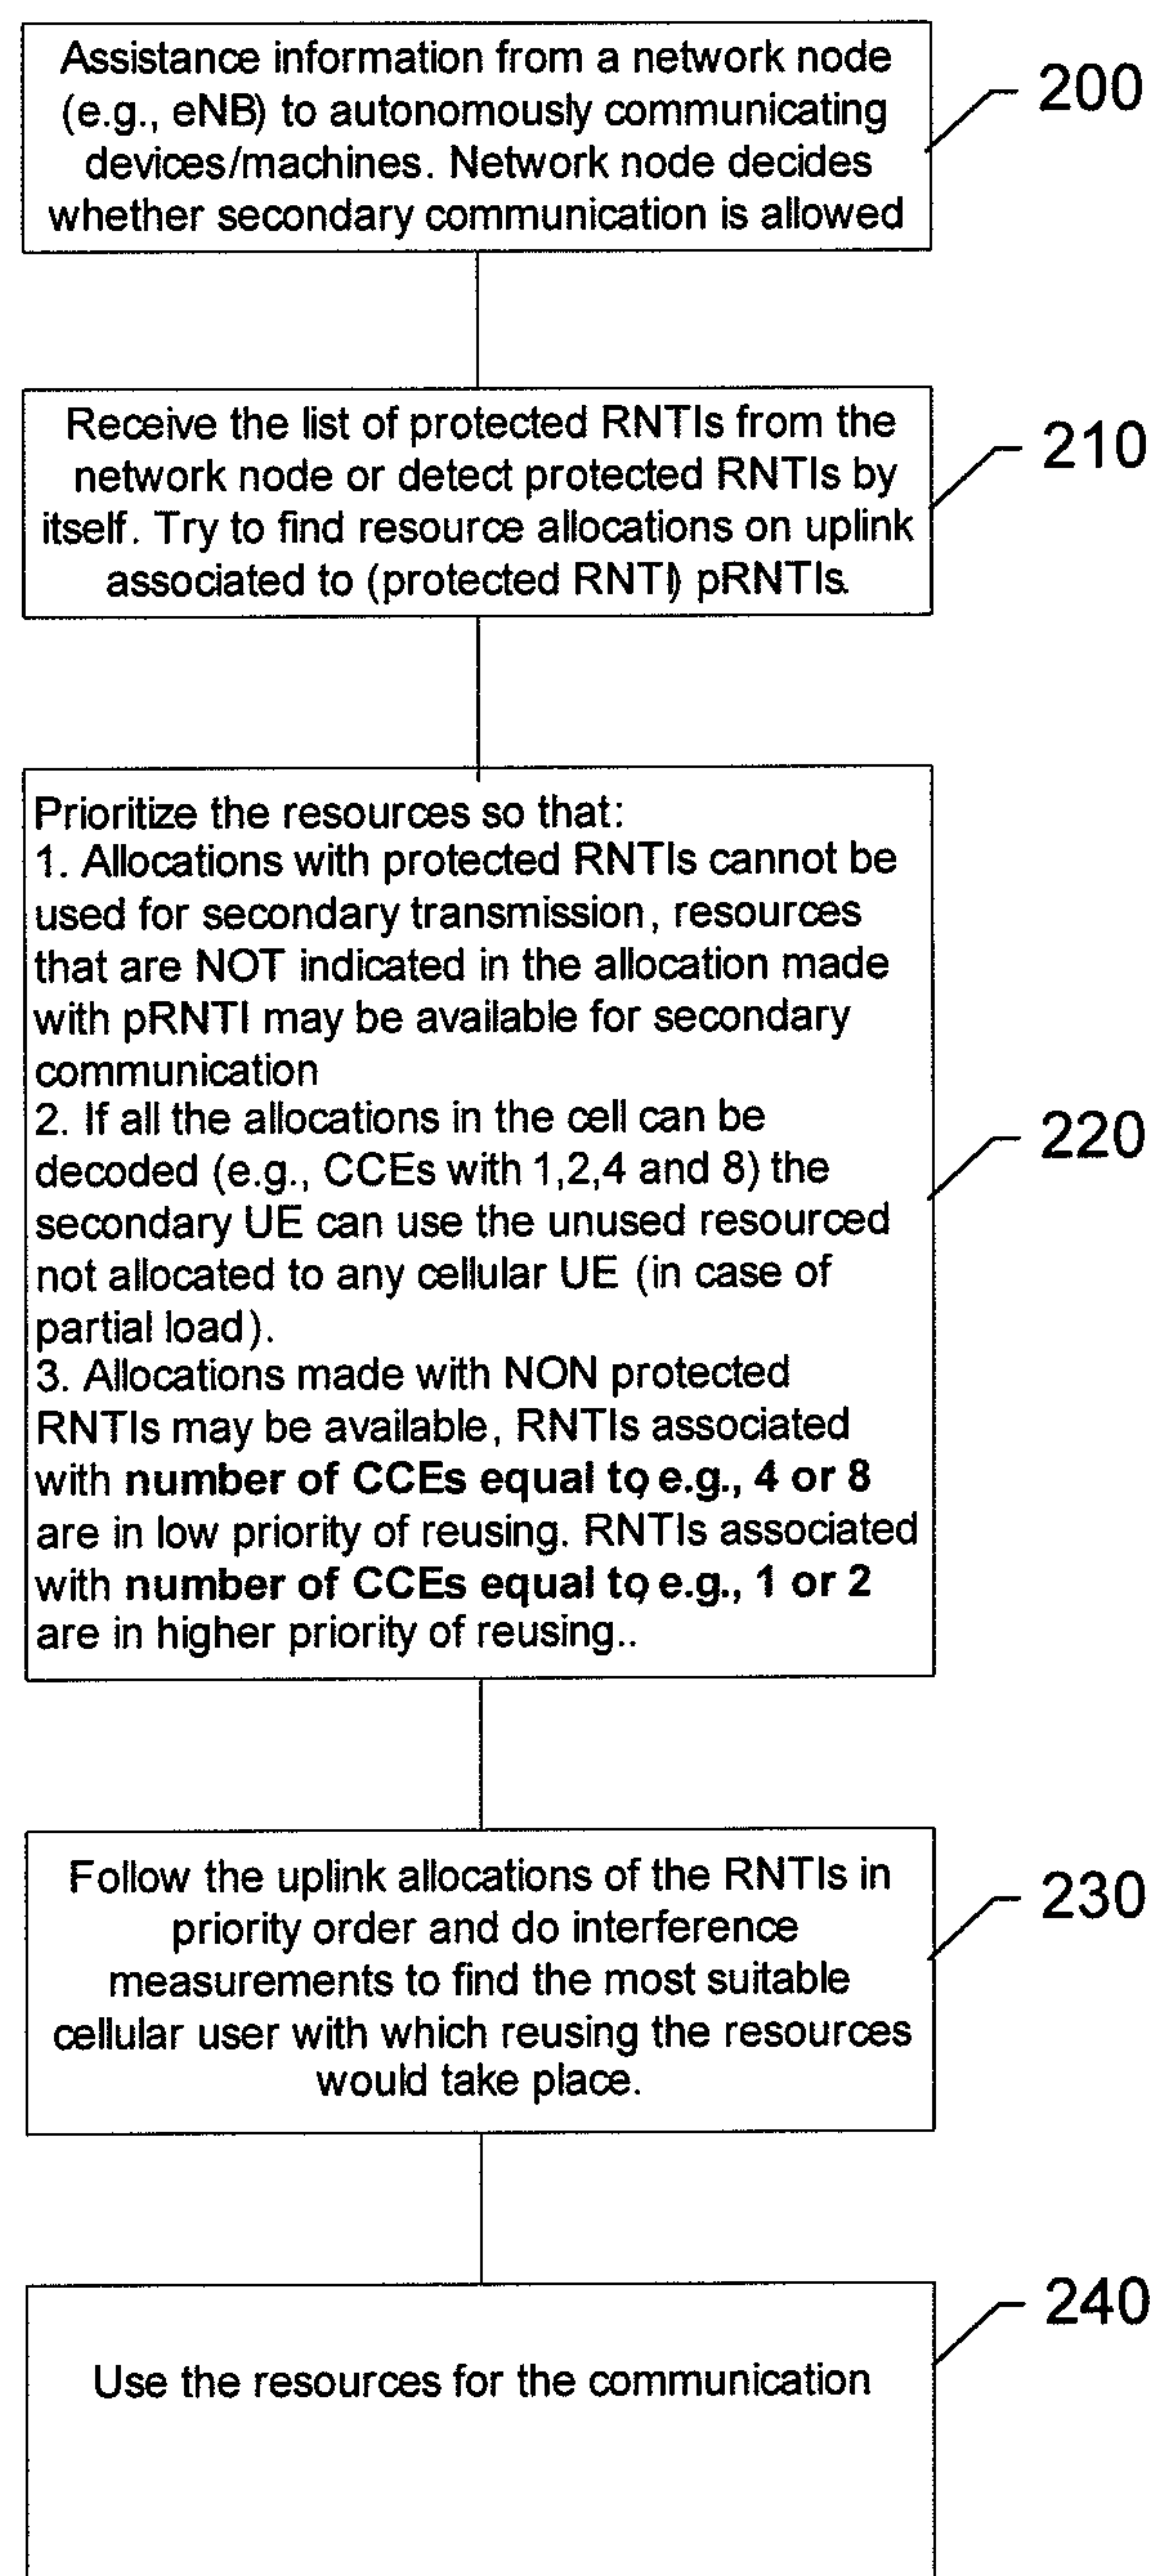 Assistance information from a network node
(e.g., eNB) to autonomously communicating
devices/machines. Network node decides
whether secondary communication is allowed
200
Receive the list of protected RNTIs from the
network node or detect protected RNTIs by
itself. Try to find resource allocations on uplink
associated to (protected RNTI) pRNTIs.
210
Prioritize the resources so that:
1. Allocations with protected RNTIs cannot be
used for secondary transmission, resources
that are NOT indicated in the allocation made
with pRNTI may be available for secondary
communication
2. If all the allocations in the cell can be
decoded (e.g., CCEs with 1,2,4 and 8) the
secondary UE can use the unused resourced
not allocated to any cellular UE (in case of
partial load).
3. Allocations made with NON protected
RNTIs may be available, RNTIs associated
with number of CCEs equal to, e.g., 4 or 8
are in low priority of reusing. RNTIs associated
with number of CCEs equal to, e.g., 1 or 2
are in higher priority of reusing..
220
Follow the uplink allocations of the RNTIs in
priority order and do interference
measurements to find the most suitable
cellular user with which reusing the resources
would take place.
230
Use the resources for the communication
240